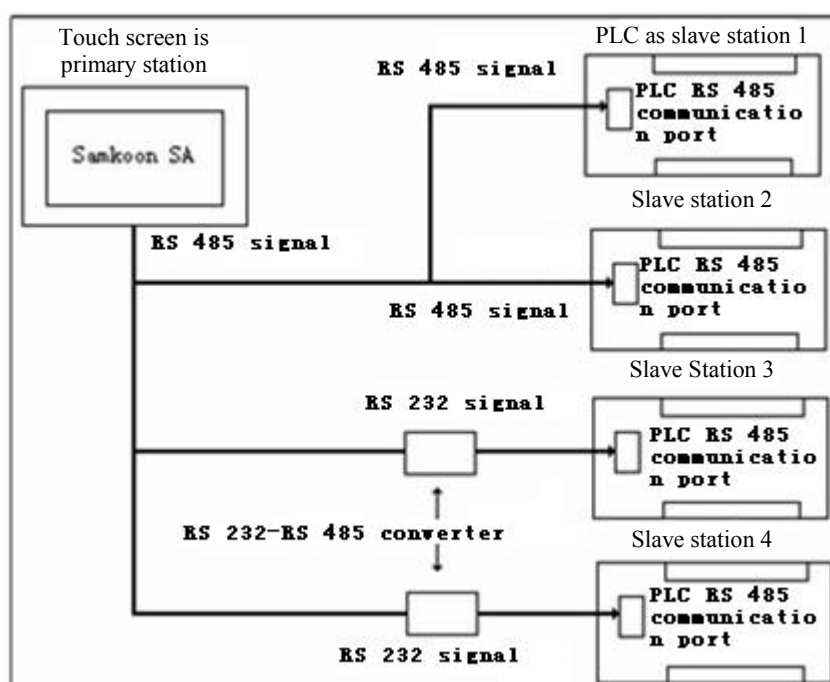 Touch screen is
primary station
Samkoon SA
RS 485 signal
PLC as slave station 1
RS 485 signal
PLC RS 485
communicatio
n port
Slave station 2
RS 485 signal
PLC RS 485
communicatio
n port
Slave Station 3
RS 232 signal
PLC RS 485
communicatio
n port
RS 232-RS 485 converter
Slave station 4
RS 232 signal
PLC RS 485
communicatio
n port